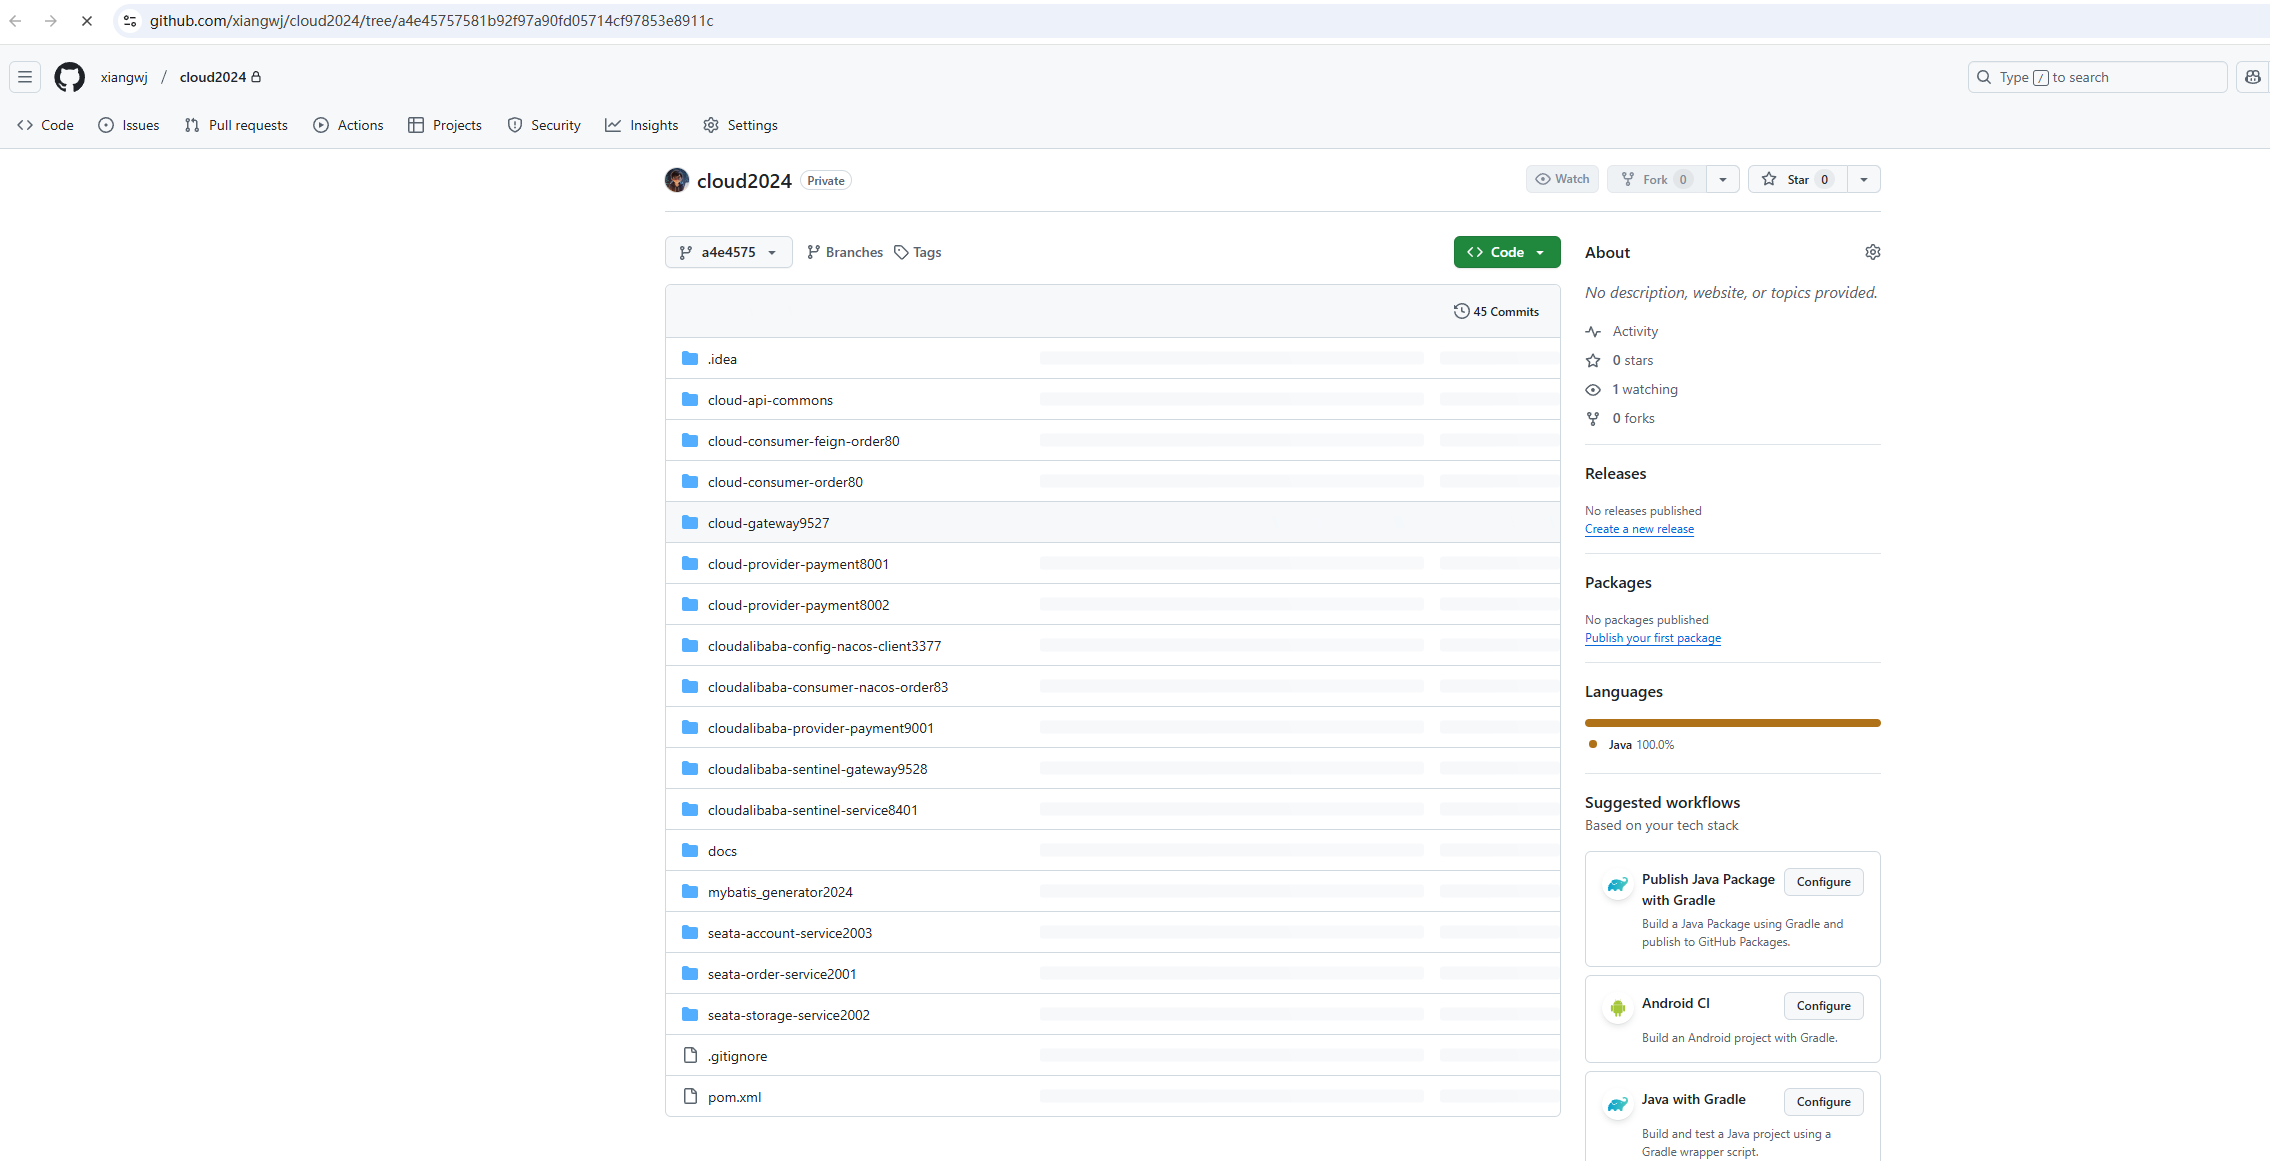 github.com/xiangwj/cloud2024/tree/a4e45757581b92f97a90fd05714cf97853e8911c
xiangwj / cloud2024
Type / to search
Code Issues Pull requests Actions Projects Security Insights Settings
cloud2024 Private
Watch Fork 0 Star 0
a4e4575 Branches Tags
Code
45 Commits
.idea
cloud-api-commons
cloud-consumer-feign-order80
cloud-consumer-order80
cloud-gateway9527
cloud-provider-payment8001
cloud-provider-payment8002
cloudalibaba-config-nacos-client3377
cloudalibaba-consumer-nacos-order83
cloudalibaba-provider-payment9001
cloudalibaba-sentinel-gateway9528
cloudalibaba-sentinel-service8401
docs
mybatis_generator2024
seata-account-service2003
seata-order-service2001
seata-storage-service2002
.gitignore
pom.xml
About
No description, website, or topics provided.
Activity
0 stars
1 watching
0 forks
Releases
No releases published
Create a new release
Packages
No packages published
Publish your first package
Languages
Java 100.0%
Suggested workflows
Based on your tech stack
Publish Java Package
with Gradle
Configure
Build a Java Package using Gradle and
publish to GitHub Packages.
Android CI
Configure
Build an Android project with Gradle.
Java with Gradle
Configure
Build and test a Java project using a
Gradle wrapper script.